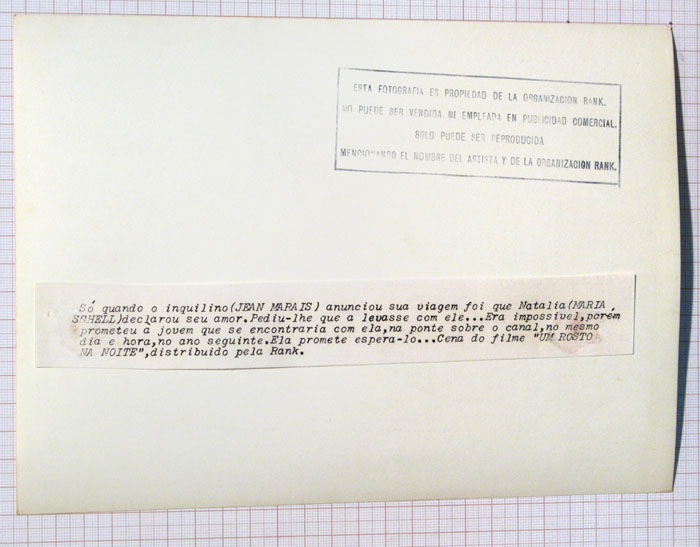 ESTA FOTOGRAFIA ES PROPIEDAD DE LA ORGANIZACION RANK.
NO PUEDE SER VENDIDA NI EMPLEADA EN PUBLICIDAD COMERCIAL.
SOLO PUEDE SER REPRODUCIDA
MENCIONANDO EL NOMBRE DEL ARTISTA Y DE LA ORGANIZACION RANK.
Só quando o inquilino(JEAN MARAIS) anunciou sua viagem foi que Natalia(MARIA
SCHELL)declarou seu amor.Pediu-lhe que a levasse com ele...Era impossivel,porém
prometeu a jovem que se encontraria com ela,na ponte sobre o canal,no mesmo
dia e hora,no ano seguinte.Ela promete espera-lo...Cena do filme "UM ROSTO
NA NOITE",distribuido pela Rank.